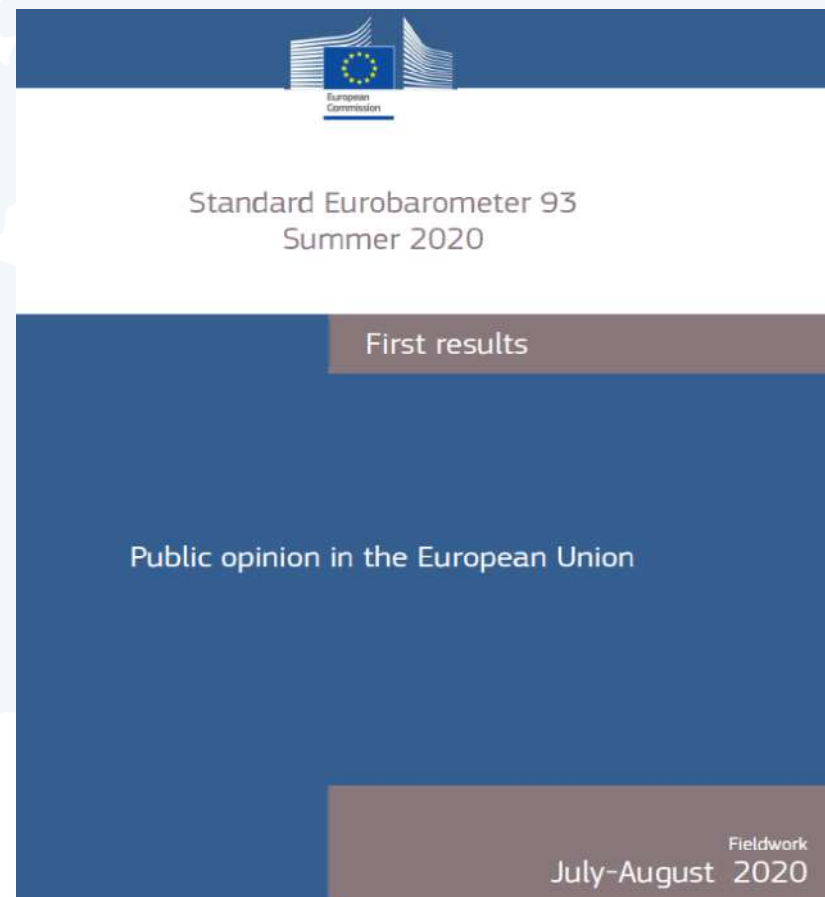 European
Commission
Standard Eurobarometer 93
Summer 2020
First results
Public opinion in the European Union
Fieldwork
July-August 2020